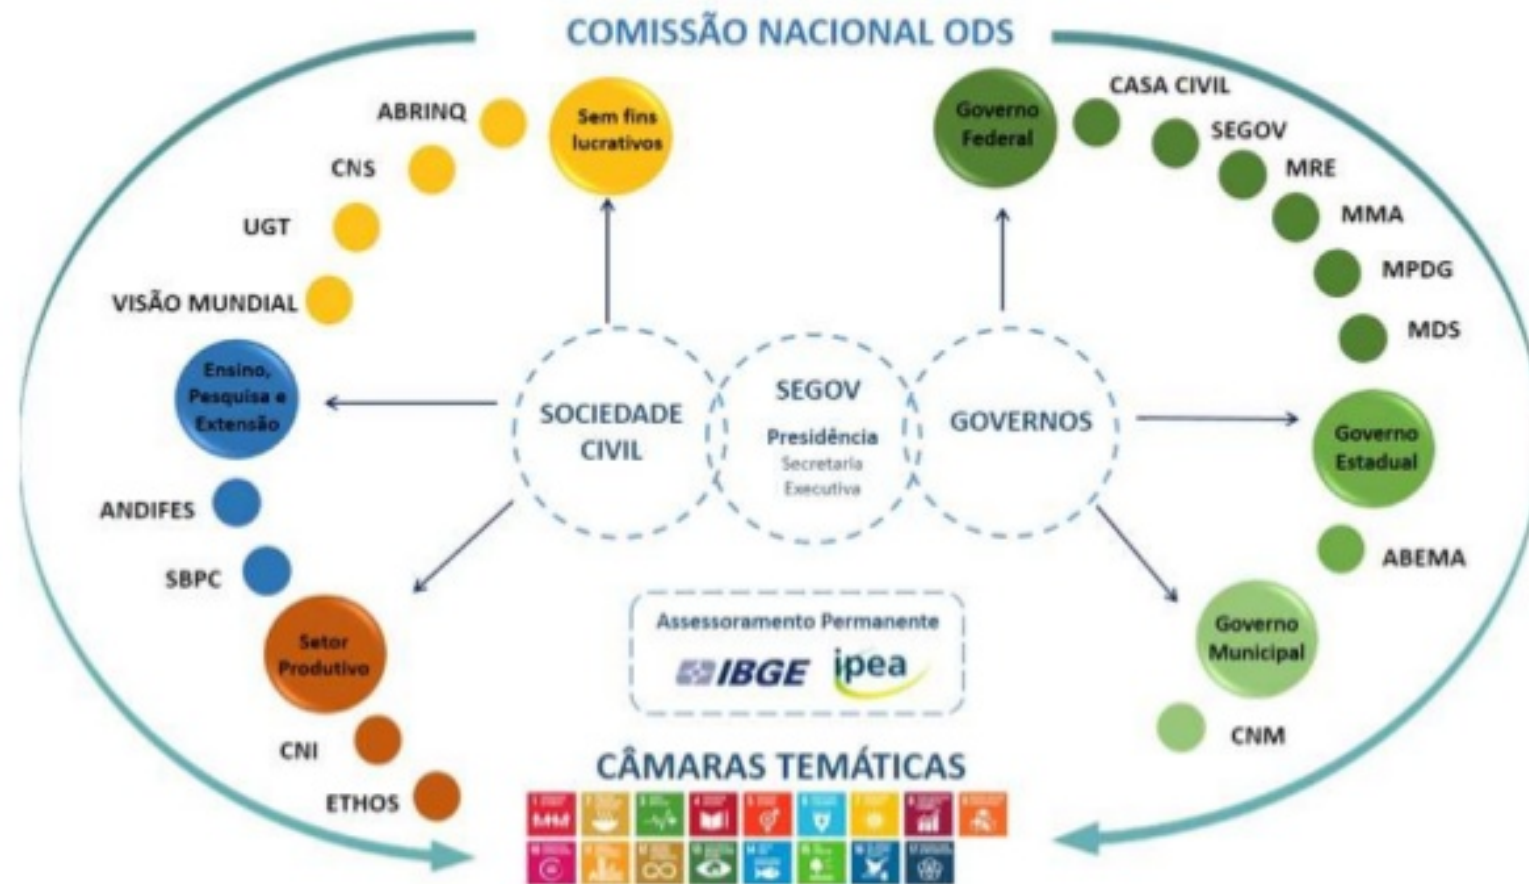 COMISSÃO NACIONAL ODS
ABRINQ
CNS
UGT
VISÃO MUNDIAL
Sem fins
lucrativos
Ensino,
Pesquisa e
Extensão
ANDIFES
SBPC
Setor
Produtivo
CNI
ETHOS
SOCIEDADE
CIVIL
SEGOV
Presidência
Secretaria
Executiva
GOVERNOS
Governo
Federal
CASA CIVIL
SEGOV
MRE
MMA
MPDG
MDS
Governo
Estadual
ABEMA
Governo
Municipal
CNM
Assessoramento Permanente
IBGE ipea
CÂMARAS TEMÁTICAS